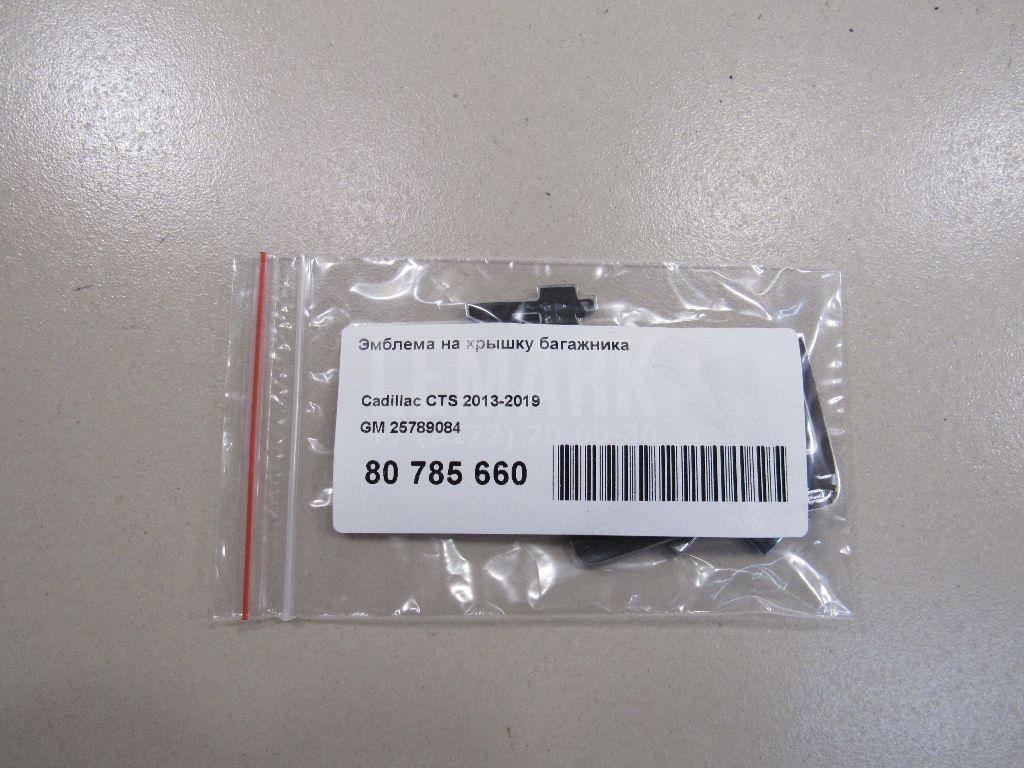 Эмблема на крышку багажника
Cadillac CTS 2013-2019
GM 25789084
80 785 660